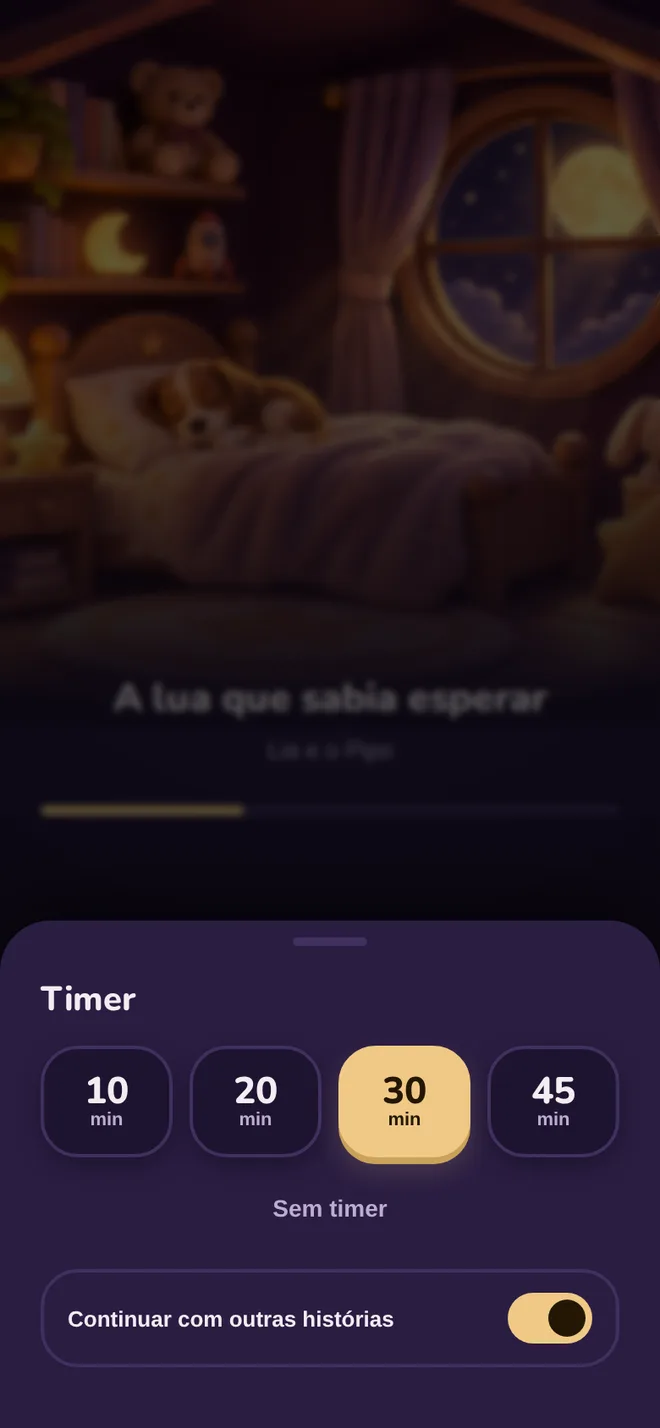 A lua que sabia esperar
Timer
10
min
20
min
30
min
45
min
Sem timer
Continuar com outras histórias